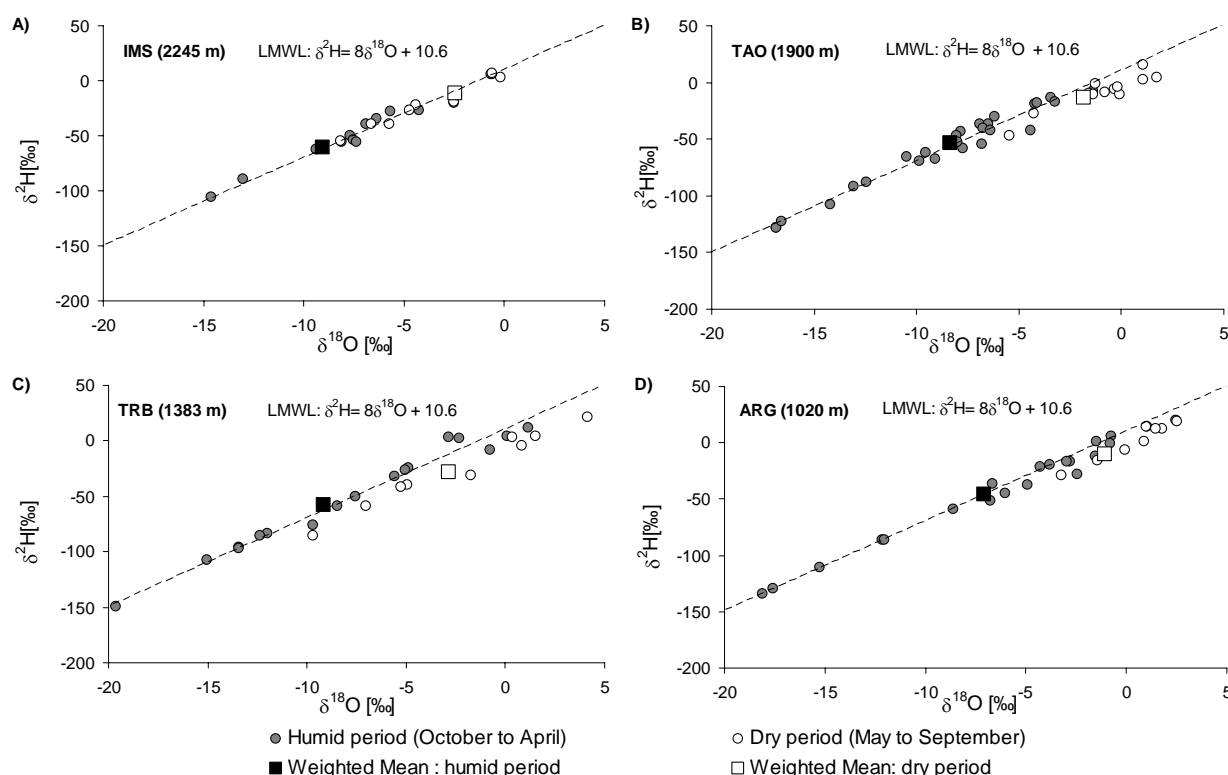 A)
IMS (2245 m) LMWL: δ²H= 8δ¹⁸O + 10.6
50
0
-50
-100
-150
-200
δ²H[‰]
-20 -15 -10 -5 0 5
δ¹⁸O [‰]
B)
TAO (1900 m) LMWL: δ²H= 8δ¹⁸O + 10.6
50
0
-50
-100
-150
-200
δ²H[‰]
-20 -15 -10 -5 0 5
δ¹⁸O [‰]
C)
TRB (1383 m) LMWL: δ²H= 8δ¹⁸O + 10.6
50
0
-50
-100
-150
-200
δ²H[‰]
-20 -15 -10 -5 0 5
δ¹⁸O [‰]
D)
ARG (1020 m) LMWL: δ²H= 8δ¹⁸O + 10.6
50
0
-50
-100
-150
-200
δ²H[‰]
-20 -15 -10 -5 0 5
δ¹⁸O [‰]
Humid period (October to April) Dry period (May to September)
Weighted Mean : humid period Weighted Mean: dry period